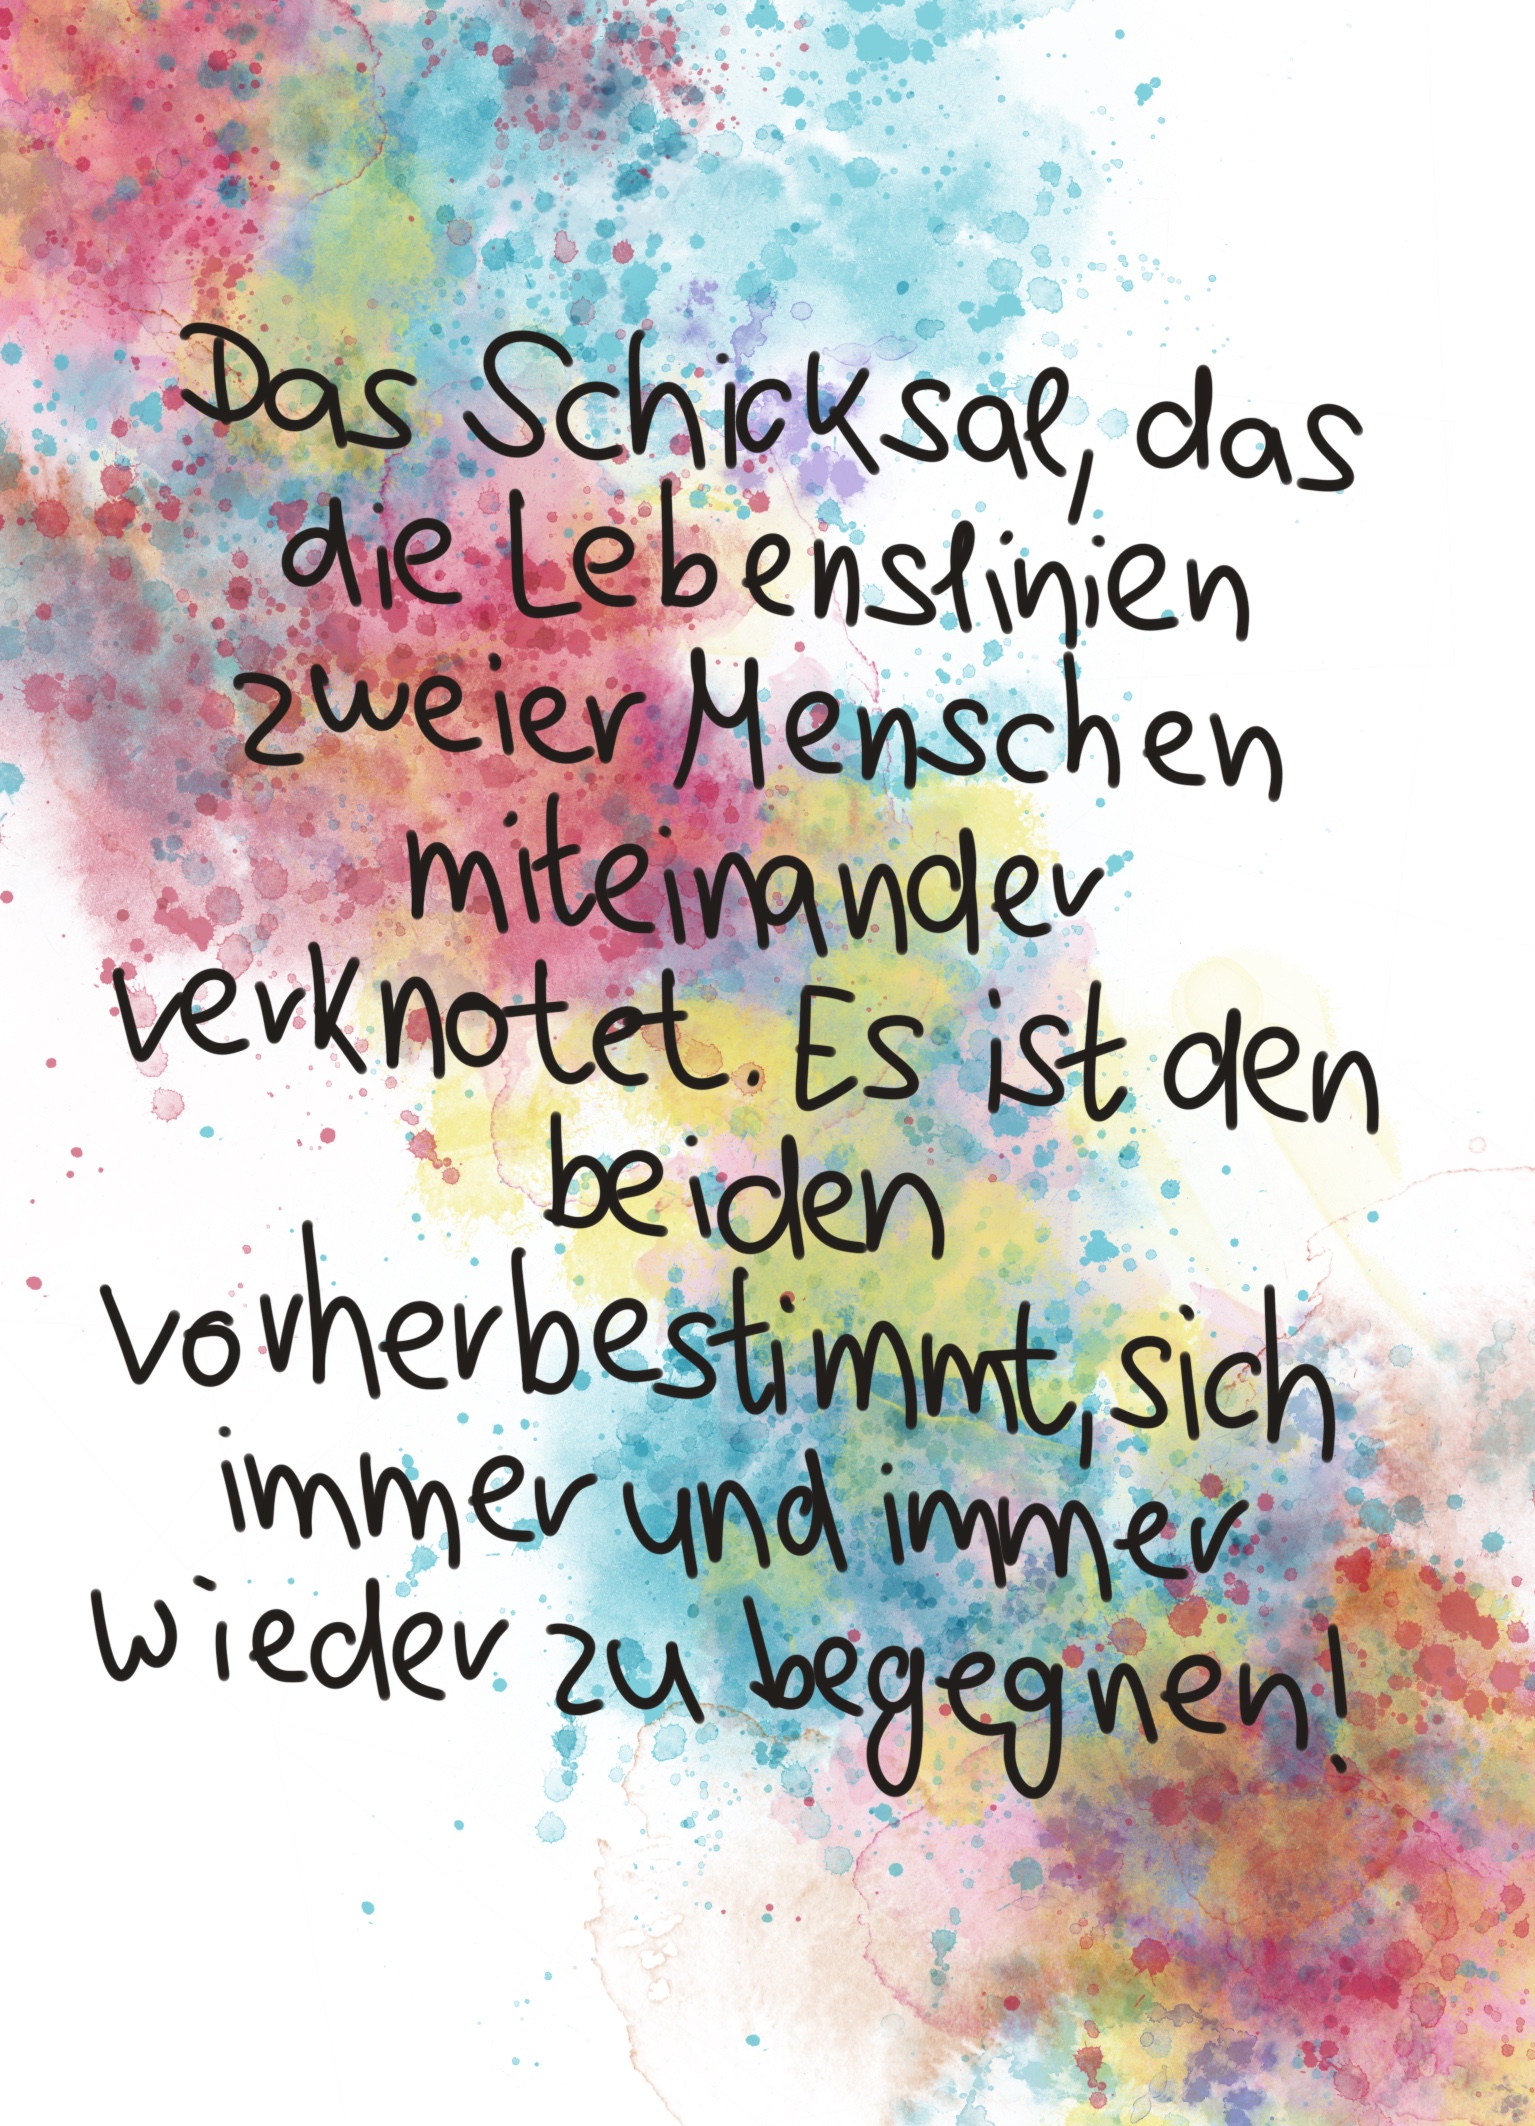 Das Schicksal, das
die Lebenslinien
zweier Menschen
miteinander
verknotet. Es ist den
beiden
vorherbestimmt, sich
immer und immer
wieder zu begegnen!